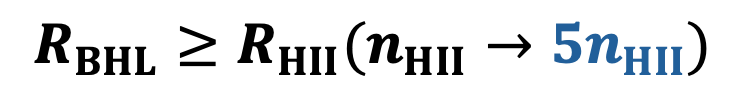 R_BHL ≥ R_HII(n_HII → 5n_HII)